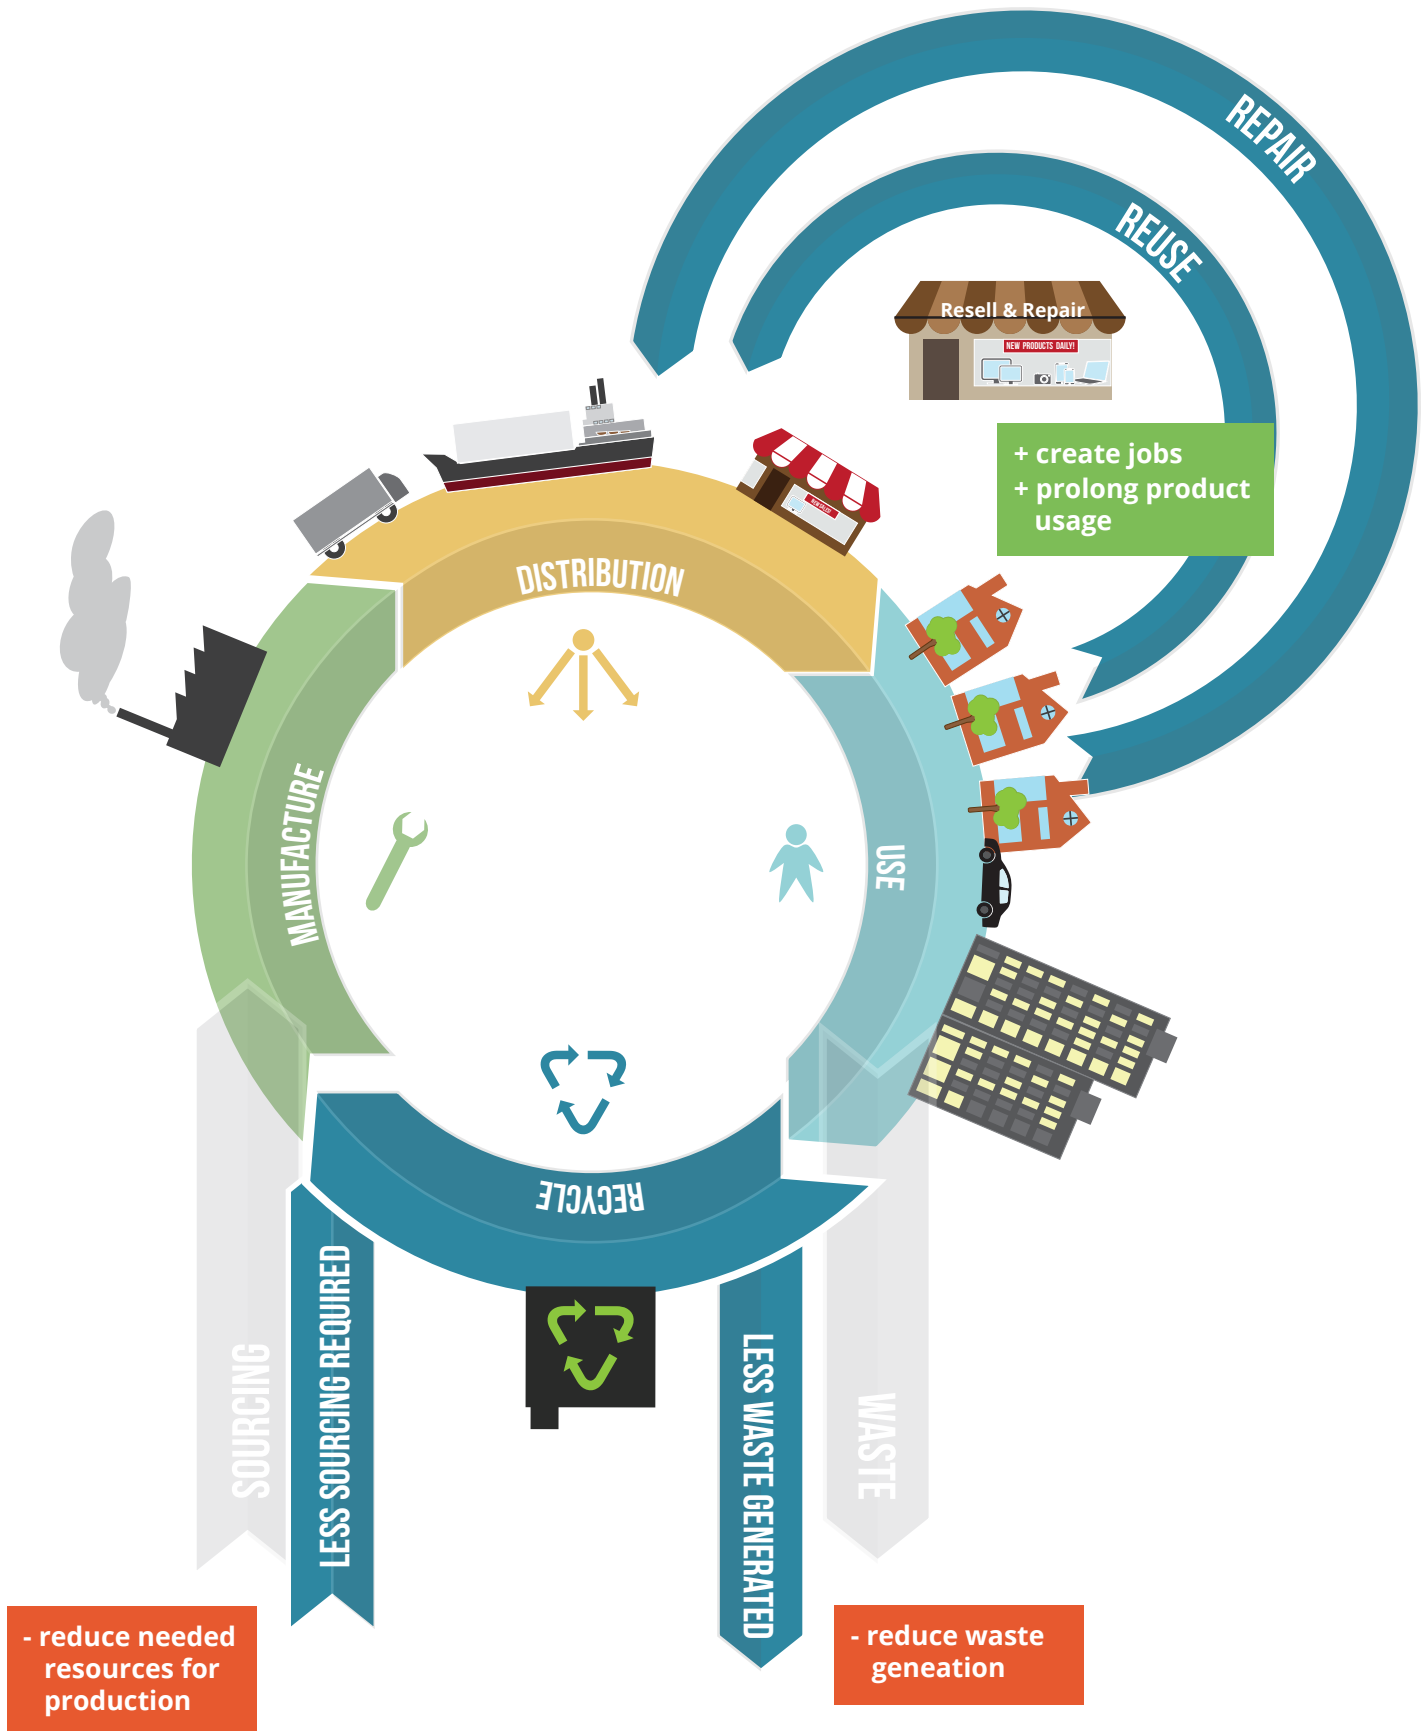 REPAIR
REUSE
Resell & Repair
NEW PRODUCTS DAILY!
+ create jobs
+ prolong product
usage
DISTRIBUTION
MANUFACTURE
USE
RECYCLE
SOURCING
LESS SOURCING REQUIRED
LESS WASTE GENERATED
WASTE
- reduce needed
resources for
production
- reduce waste
geneation